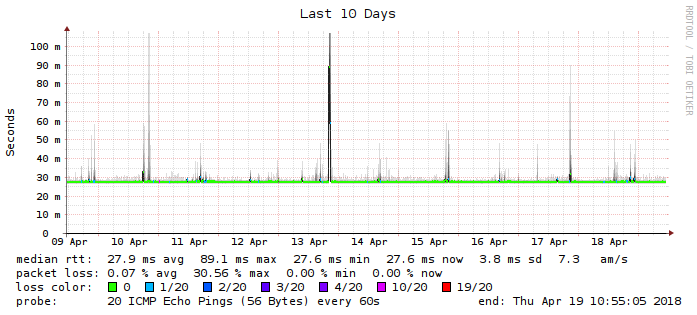 Last 10 Days
RRDTOOL / TOBI OETIKER
Seconds
100 m
90 m
80 m
70 m
60 m
50 m
40 m
30 m
20 m
10 m
0
09 Apr 10 Apr 11 Apr 12 Apr 13 Apr 14 Apr 15 Apr 16 Apr 17 Apr 18 Apr
median rtt: 27.9 ms avg 89.1 ms max 27.6 ms min 27.6 ms now 3.8 ms sd 7.3 am/s
packet loss: 0.07 % avg 30.56 % max 0.00 % min 0.00 % now
loss color: 0 1/20 2/20 3/20 4/20 10/20 19/20
probe: 20 ICMP Echo Pings (56 Bytes) every 60s end: Thu Apr 19 10:55:05 2018